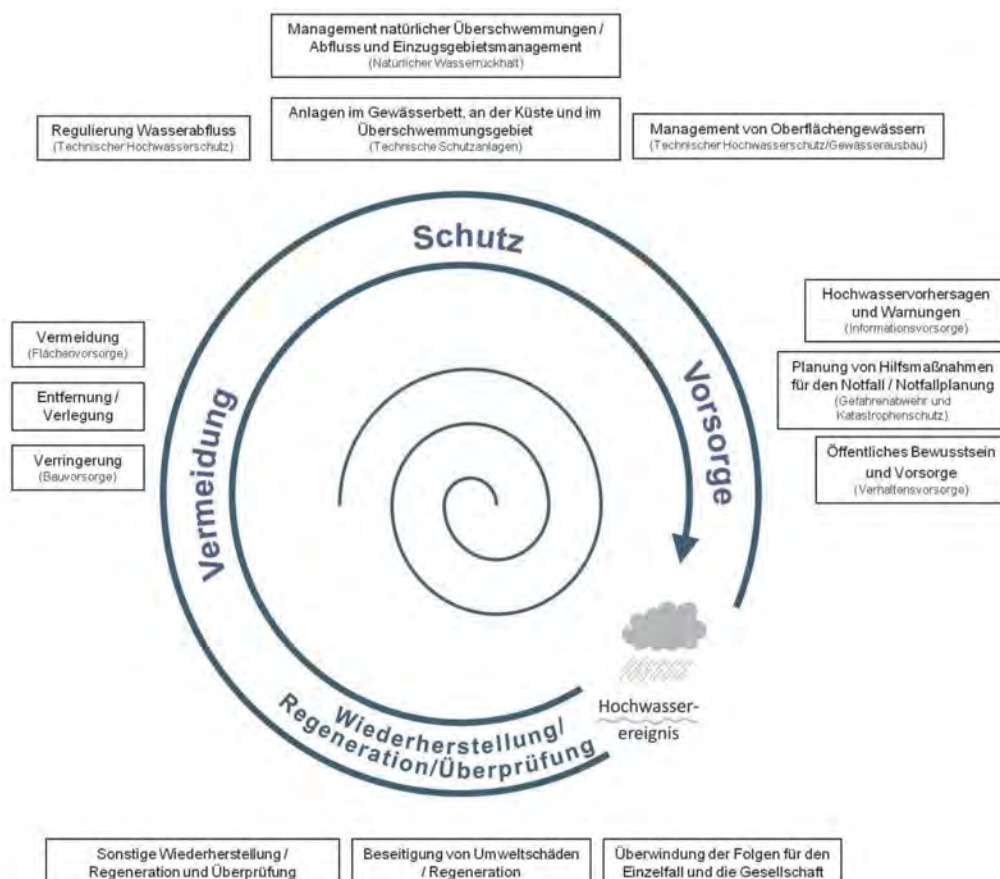 Management natürlicher Überschwemmungen /
Abfluss und Einzugsgebietsmanagement
(Natürlicher Wasserrückhalt)
Regulierung Wasserabfluss
(Technischer Hochwasserschutz)
Anlagen im Gewässerbett, an der Küste und im
Überschwemmungsgebiet
(Technische Schutzanlagen)
Management von Oberflächengewässern
(Technischer Hochwasserschutz/Gewässerausbau)
Schutz
Vermeidung
(Flächenvorsorge)
Entfernung /
Verlegung
Verringerung
(Bauvorsorge)
Vermeidung
Vorsorge
Hochwasservorhersagen
und Warnungen
(Informationsvorsorge)
Planung von Hilfsmaßnahmen
für den Notfall / Notfallplanung
(Gefahrenabwehr und
Katastrophenschutz)
Öffentliches Bewusstsein
und Vorsorge
(Verhaltensvorsorge)
Hochwasser-
ereignis
Wiederherstellung/
Regeneration/Überprüfung
Sonstige Wiederherstellung /
Regeneration und Überprüfung
Beseitigung von Umweltschäden
/ Regeneration
Überwindung der Folgen für den
Einzelfall und die Gesellschaft